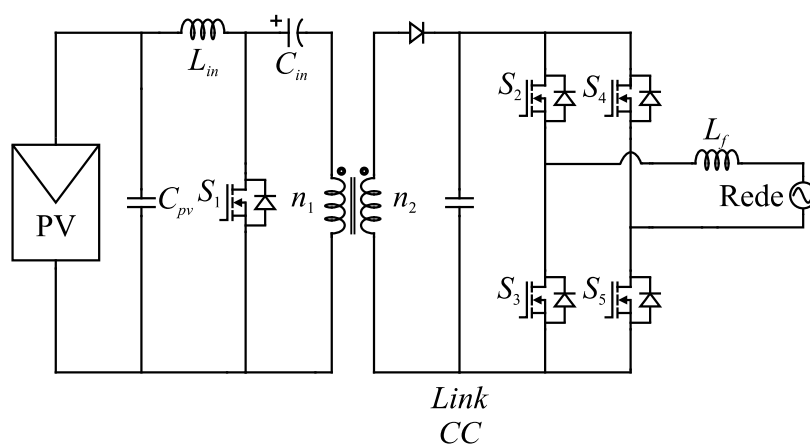 +
L_in
C_in
S_2
S_4
L_f
PV
C_pv
S_1
n_1
n_2
Rede
S_3
S_5
Link
CC